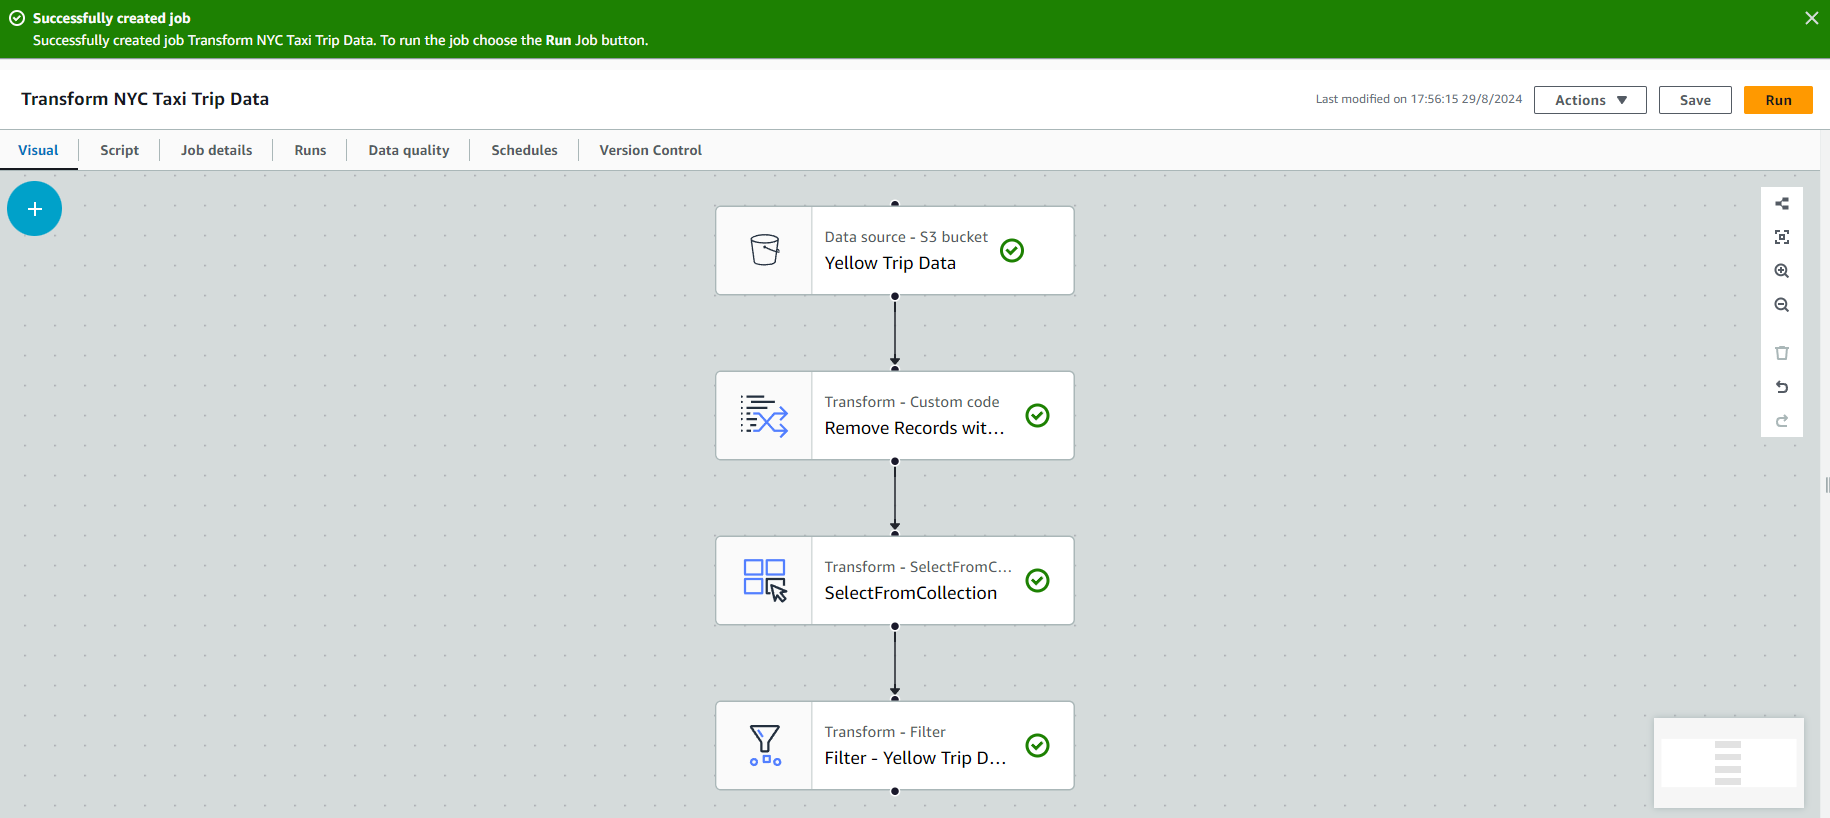 Successfully created job
Successfully created job Transform NYC Taxi Trip Data. To run the job choose the Run Job button.
Transform NYC Taxi Trip Data
Last modified on 17:56:15 29/8/2024
Actions
Save
Run
Visual
Script
Job details
Runs
Data quality
Schedules
Version Control
Data source - S3 bucket
Yellow Trip Data
Transform - Custom code
Remove Records wit...
Transform - SelectFromC...
SelectFromCollection
Transform - Filter
Filter - Yellow Trip D...